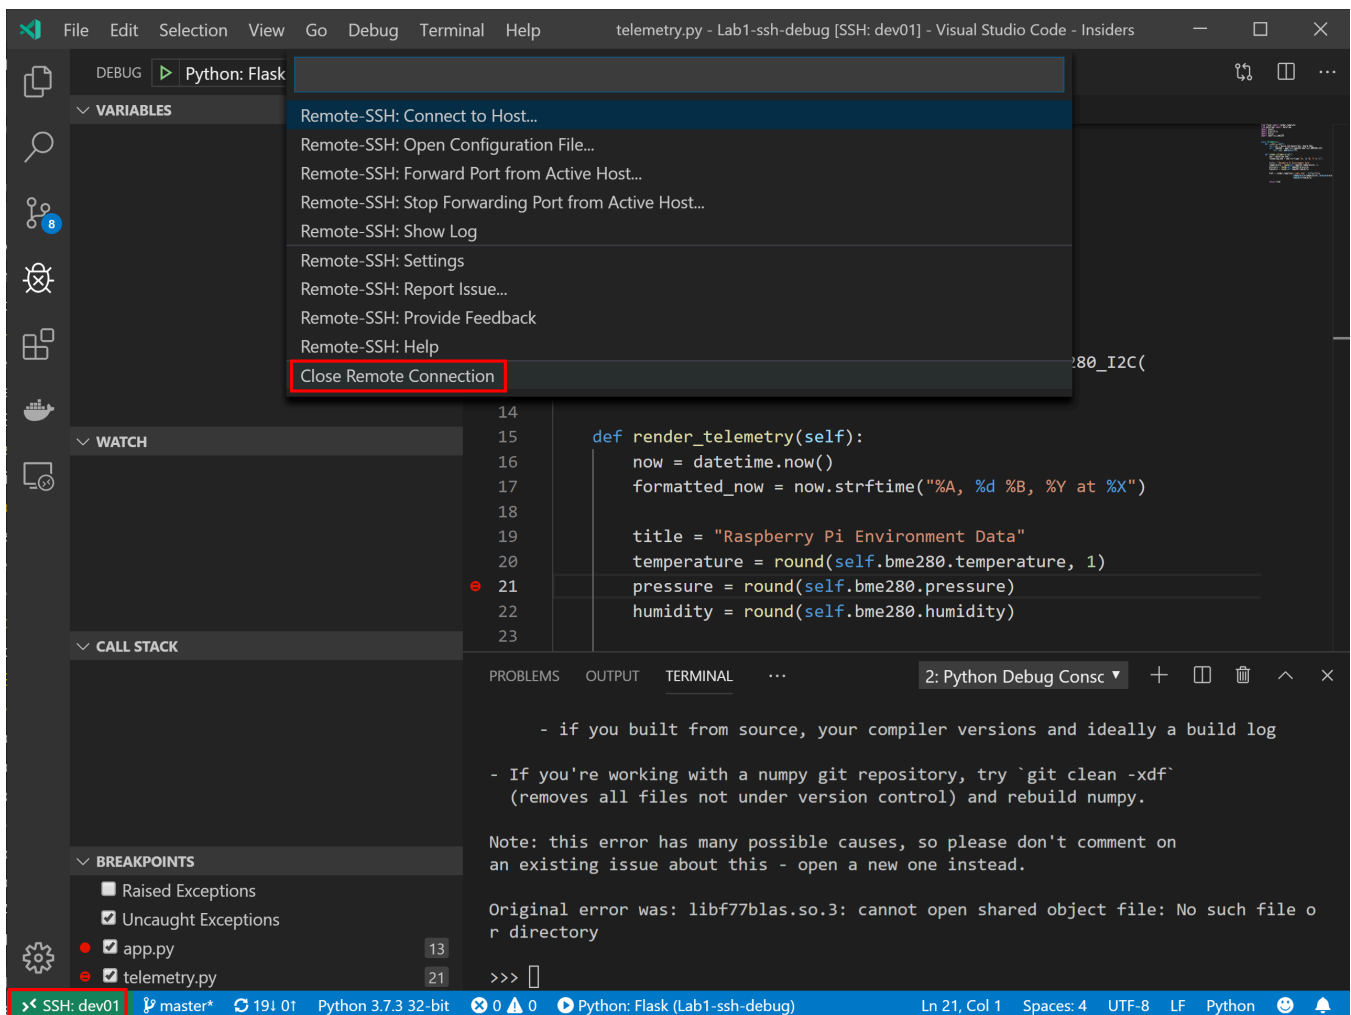 File Edit Selection View Go Debug Terminal Help telemetry.py - Lab1-ssh-debug [SSH: dev01] - Visual Studio Code - Insiders
DEBUG Python: Flask
VARIABLES
Remote-SSH: Connect to Host...
Remote-SSH: Open Configuration File...
Remote-SSH: Forward Port from Active Host...
Remote-SSH: Stop Forwarding Port from Active Host...
Remote-SSH: Show Log
8
Remote-SSH: Settings
Remote-SSH: Report Issue...
Remote-SSH: Provide Feedback
Remote-SSH: Help
Close Remote Connection
280_I2C(
14
15 def render_telemetry(self):
16 now = datetime.now()
17 formatted_now = now.strftime("%A, %d %B, %Y at %X")
18
19 title = "Raspberry Pi Environment Data"
20 temperature = round(self.bme280.temperature, 1)
21 pressure = round(self.bme280.pressure)
22 humidity = round(self.bme280.humidity)
23
WATCH
CALL STACK
PROBLEMS OUTPUT TERMINAL ··· 2: Python Debug Consc
- if you built from source, your compiler versions and ideally a build log
- If you're working with a numpy git repository, try `git clean -xdf`
(removes all files not under version control) and rebuild numpy.
Note: this error has many possible causes, so please don't comment on
an existing issue about this - open a new one instead.
Original error was: libf77blas.so.3: cannot open shared object file: No such file o
r directory
>>>
BREAKPOINTS
Raised Exceptions
Uncaught Exceptions
app.py 13
telemetry.py 21
SSH: dev01 master* 19↓ 0↑ Python 3.7.3 32-bit 0 0 Python: Flask (Lab1-ssh-debug) Ln 21, Col 1 Spaces: 4 UTF-8 LF Python